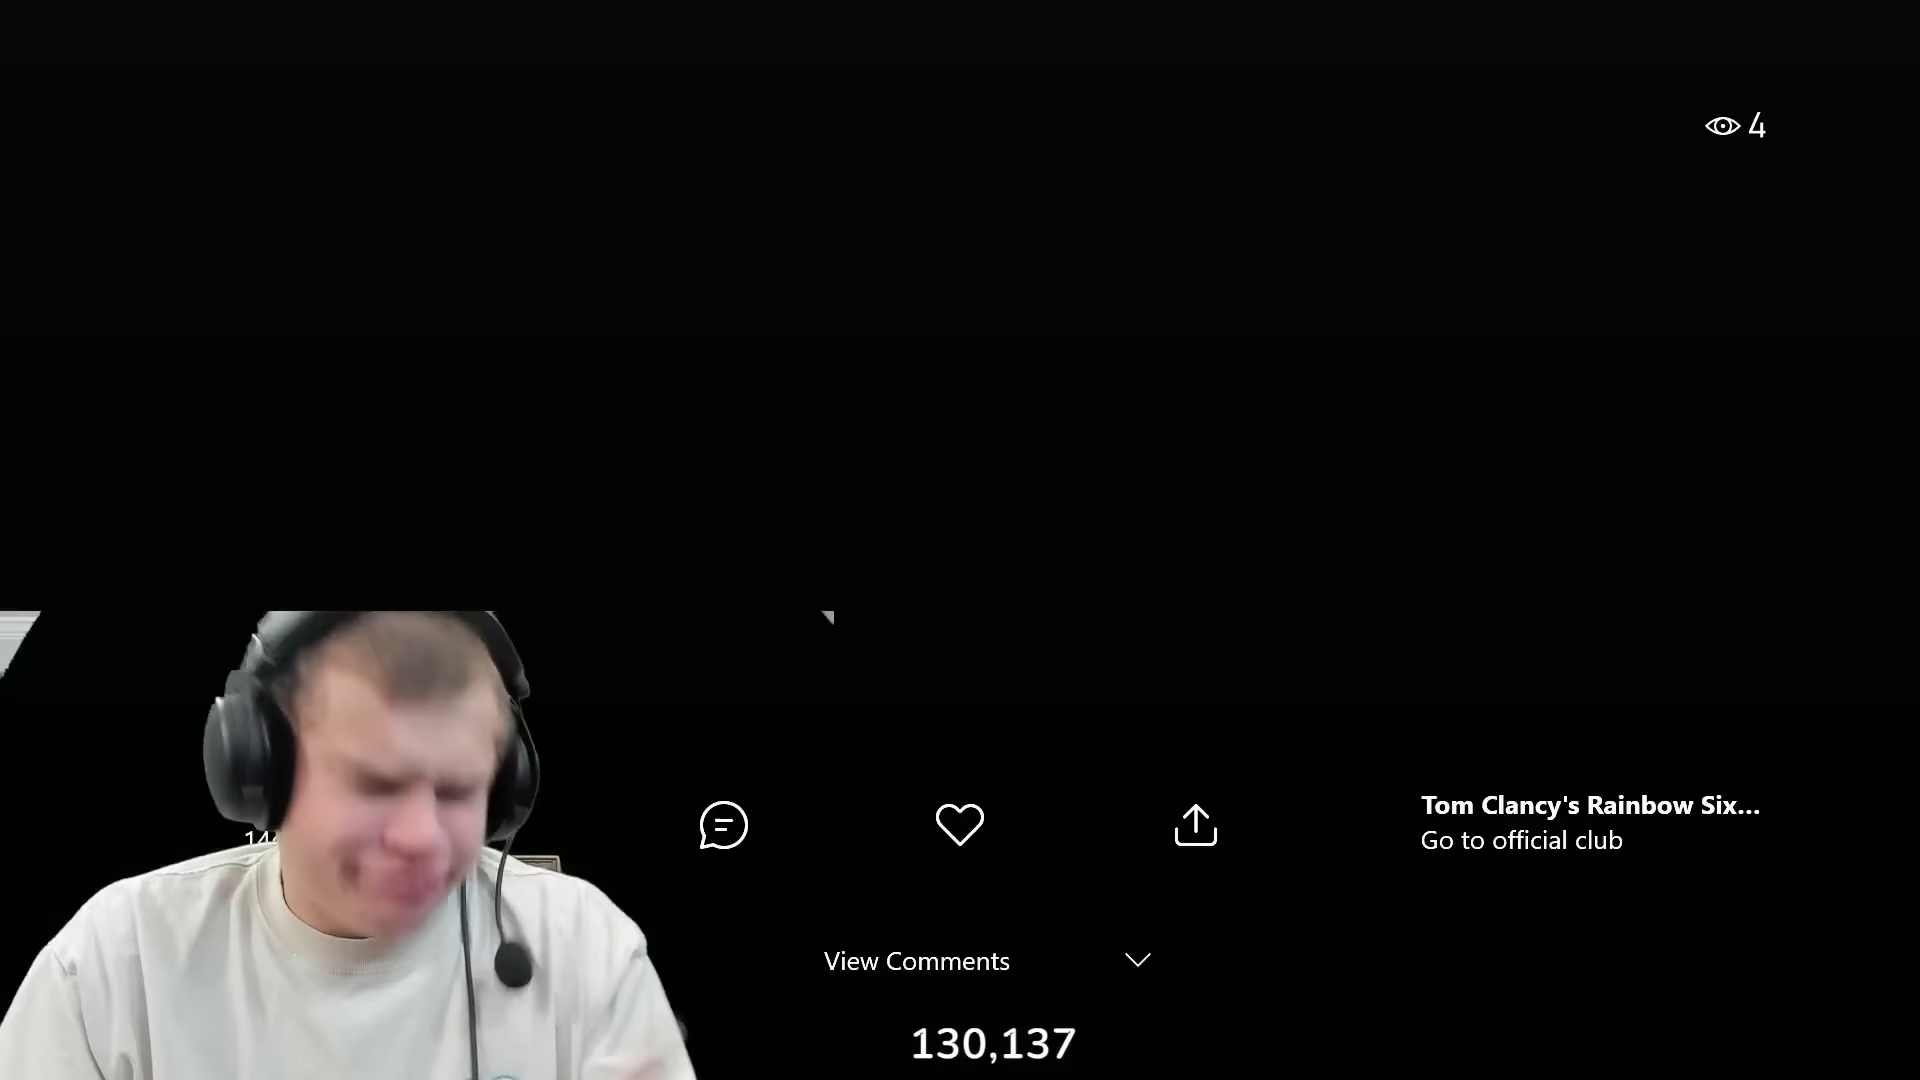 4
Tom Clancy's Rainbow Six...
Go to official club
View Comments
130,137